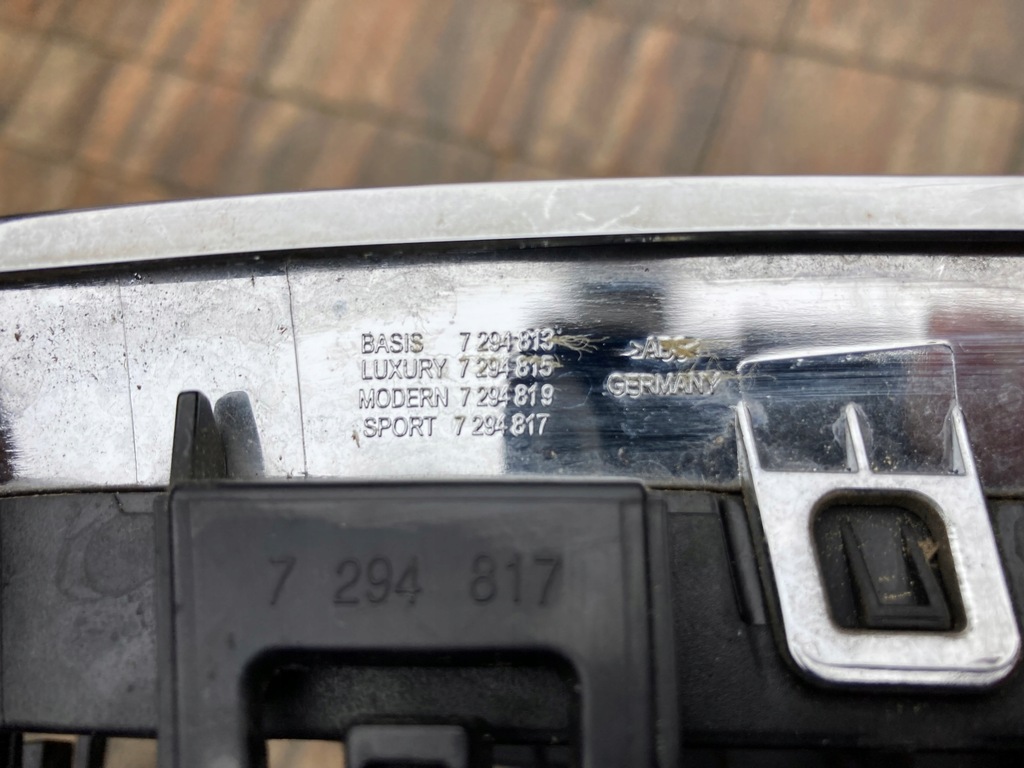 BASIS 7 294 813
LUXURY 7 294 815
MODERN 7 294 819
SPORT 7 294 817
GERMANY
7 294 817